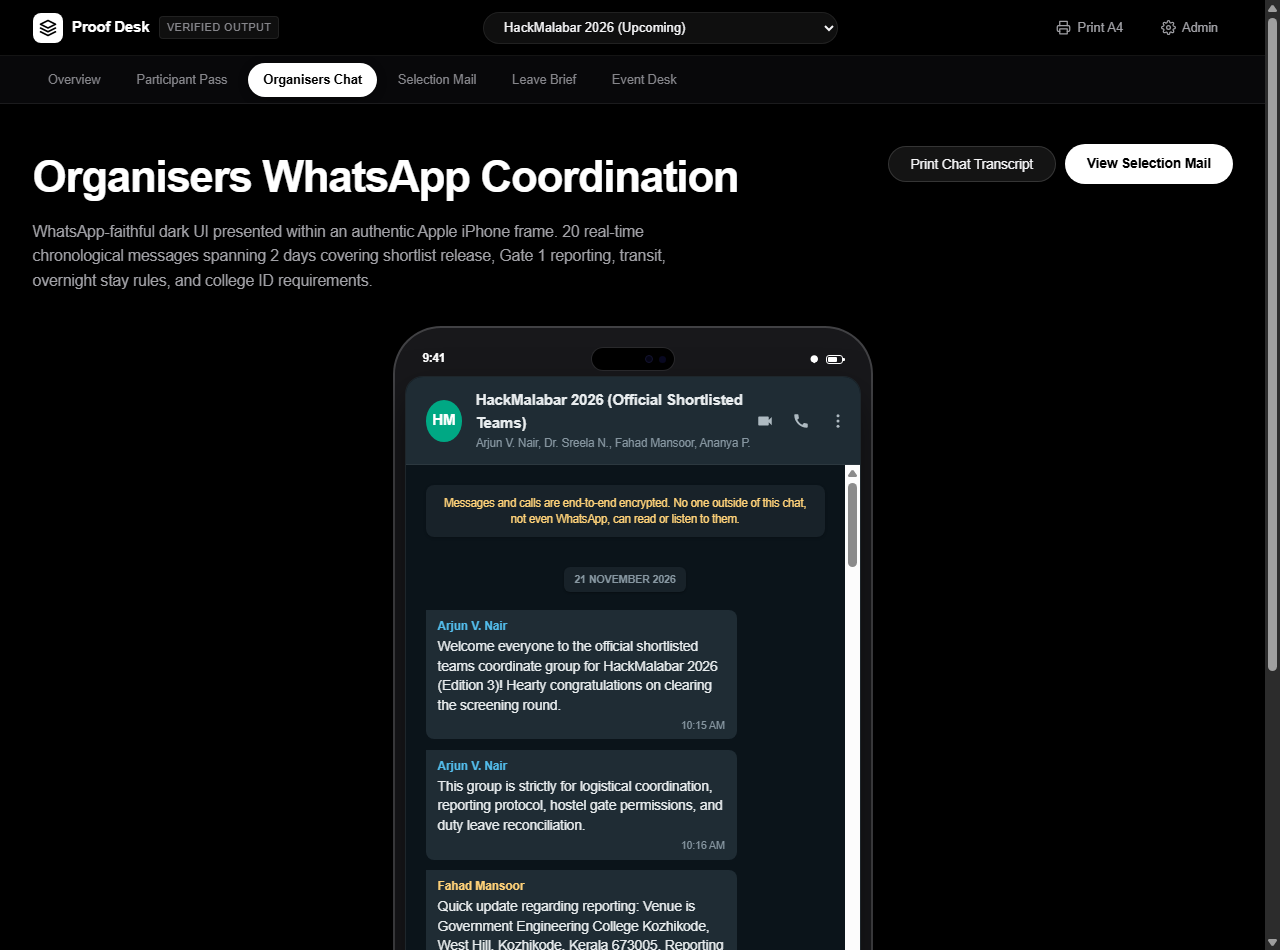 Proof Desk
VERIFIED OUTPUT
HackMalabar 2026 (Upcoming)
Print A4
Admin
Overview
Participant Pass
Organisers Chat
Selection Mail
Leave Brief
Event Desk
Organisers WhatsApp Coordination
Print Chat Transcript
View Selection Mail
WhatsApp-faithful dark UI presented within an authentic Apple iPhone frame. 20 real-time
chronological messages spanning 2 days covering shortlist release, Gate 1 reporting, transit,
overnight stay rules, and college ID requirements.
9:41
HM
HackMalabar 2026 (Official Shortlisted
Teams)
Arjun V. Nair, Dr. Sreela N., Fahad Mansoor, Ananya P.
Messages and calls are end-to-end encrypted. No one outside of this chat,
not even WhatsApp, can read or listen to them.
21 NOVEMBER 2026
Arjun V. Nair
Welcome everyone to the official shortlisted
teams coordinate group for HackMalabar 2026
(Edition 3)! Hearty congratulations on clearing
the screening round.
10:15 AM
Arjun V. Nair
This group is strictly for logistical coordination,
reporting protocol, hostel gate permissions, and
duty leave reconciliation.
10:16 AM
Fahad Mansoor
Quick update regarding reporting: Venue is
Government Engineering College Kozhikode,
West Hill, Kozhikode, Kerala 673005. Reporting